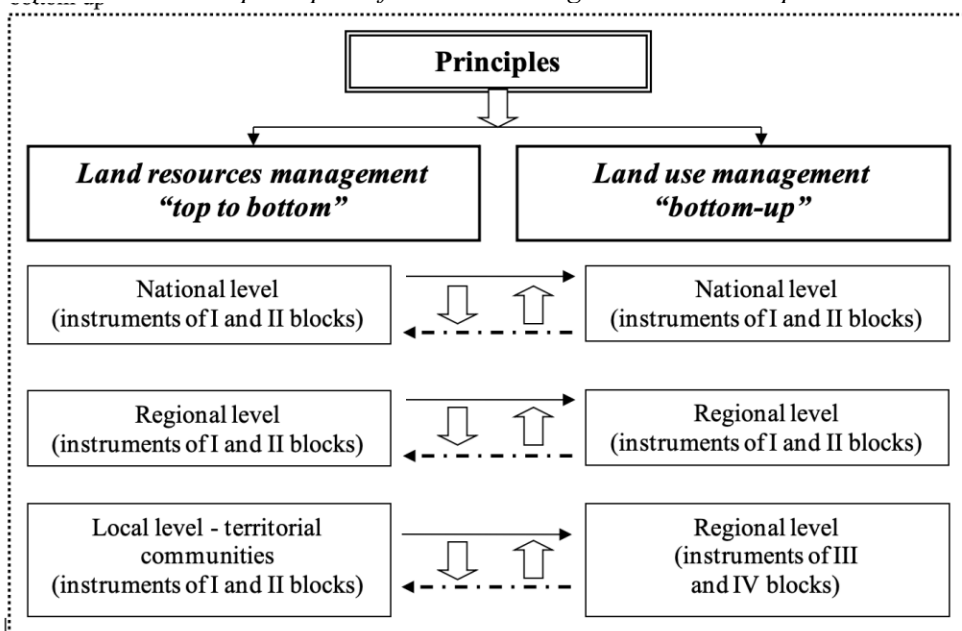 Principles
Land resources management
“top to bottom”
Land use management
“bottom-up”
National level
(instruments of I and II blocks)
National level
(instruments of I and II blocks)
Regional level
(instruments of I and II blocks)
Regional level
(instruments of I and II blocks)
Local level - territorial
communities
(instruments of I and II blocks)
Regional level
(instruments of III
and IV blocks)